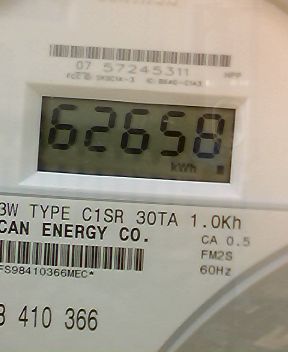 07 57245311
62658
kWh
3W TYPE C1SR 30TA 1.0Kh
CAN ENERGY CO.
CA 0.5
FM2S
60Hz
FS98410366MEC*
410 366